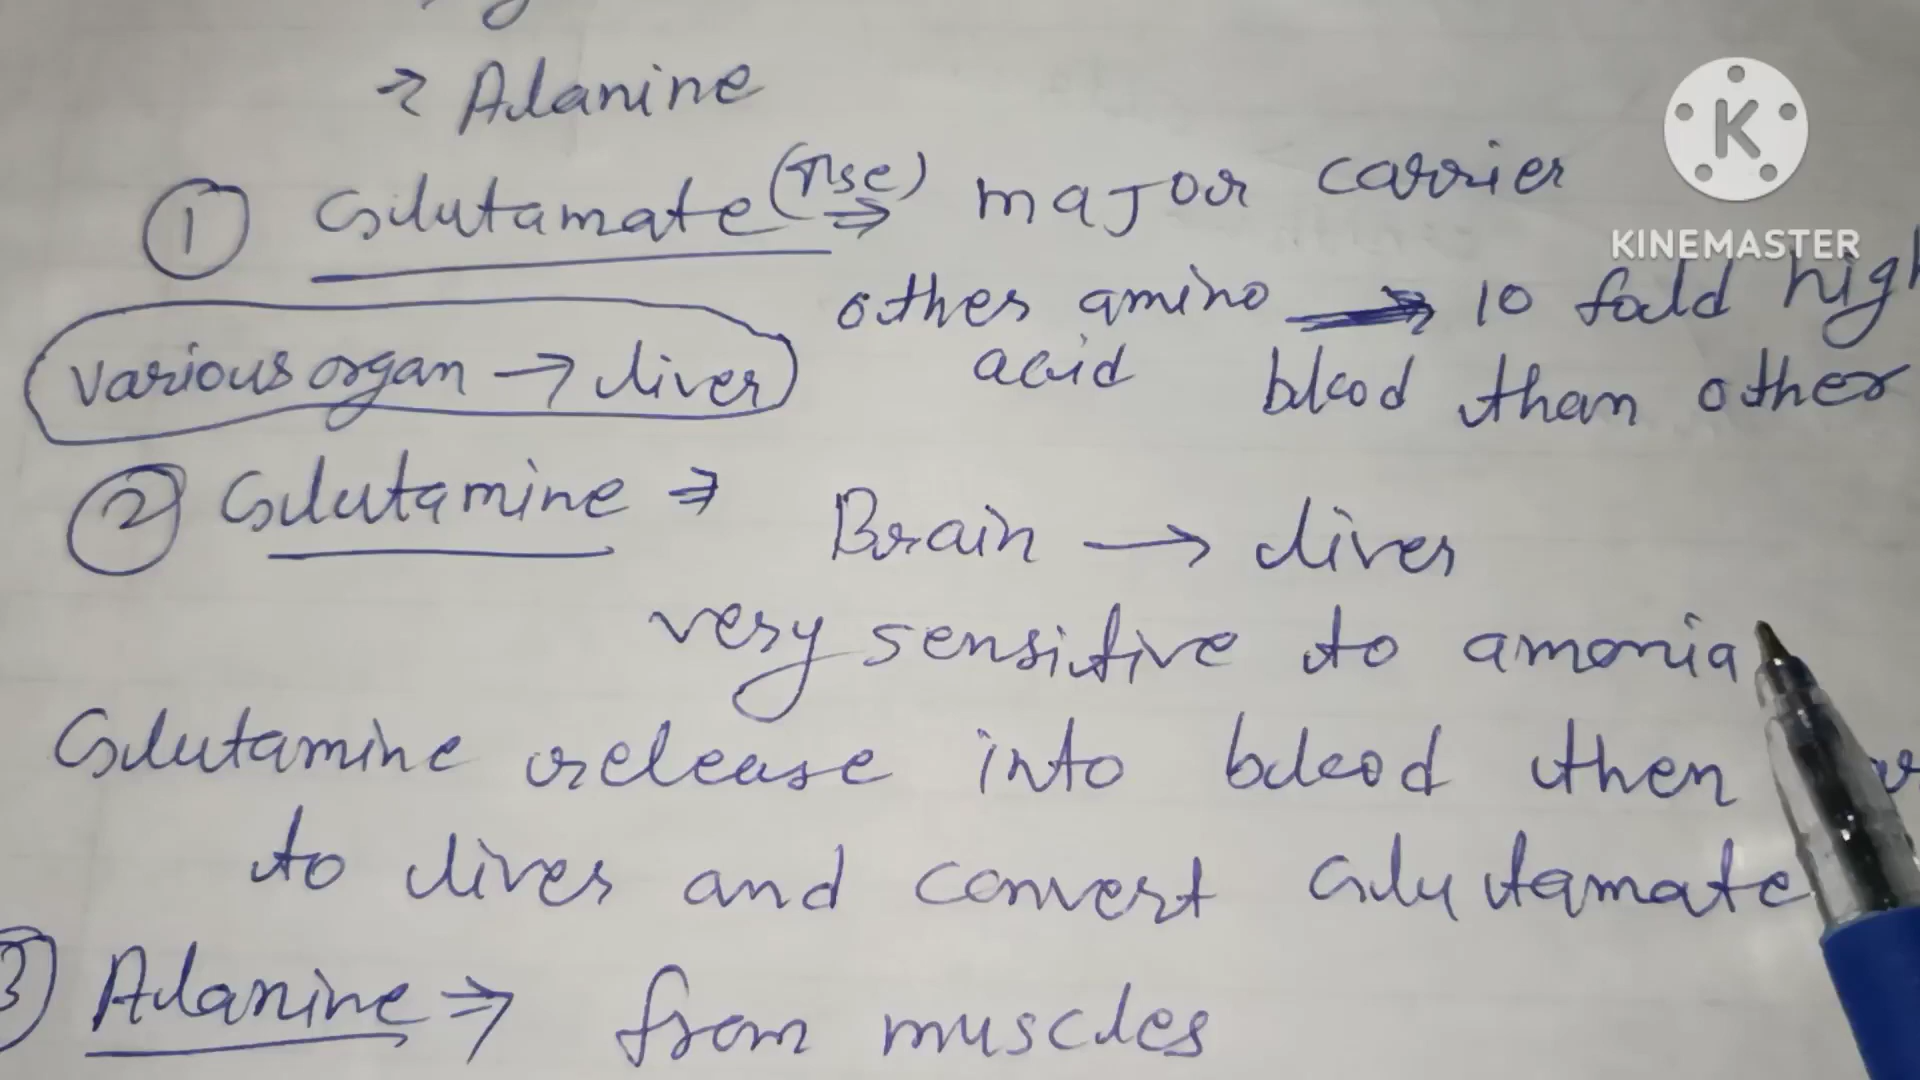 → Alanine
① Glutamate ⇒ major carrier
KINEMASTER
other amino → 10 fold high
acid blood than other
various organ → liver
② Glutamine ⇒ Brain → liver
very sensitive to amonia
Glutamine release into blood then
to liver and convert Glutamate
③ Alanine ⇒ from muscles